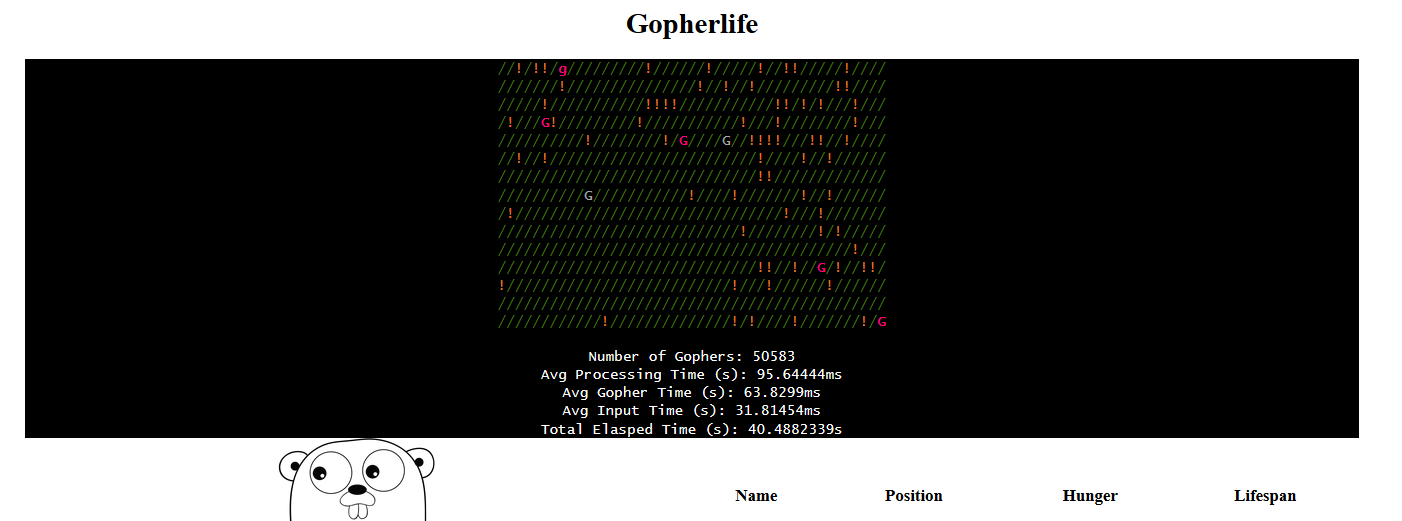 Gopherlife
//!/!!/g/////////!//////!/////!//!!/////!////
///////!///////////////!//!//!/////////!!////
/////!///////////!!!!///////////!!/!/!///!///
/!///G!/////////!///////////!///!////////!///
//////////!////////!/G////G//!!!!///!!//!////
//!//!////////////////////////!////!//!//////
//////////////////////////////!!/////////////
//////////G///////////!////!///////!//!//////
/!///////////////////////////////!///!///////
////////////////////////////!////////!/!/////
/////////////////////////////////////////!///
//////////////////////////////!!//!//G/!//!!/
!//////////////////////////!///!//////!//////
/////////////////////////////////////////////
////////////!//////////////!/!////!///////!/G
Number of Gophers: 50583
Avg Processing Time (s): 95.64444ms
Avg Gopher Time (s): 63.8299ms
Avg Input Time (s): 31.81454ms
Total Elasped Time (s): 40.4882339s
Name Position Hunger Lifespan